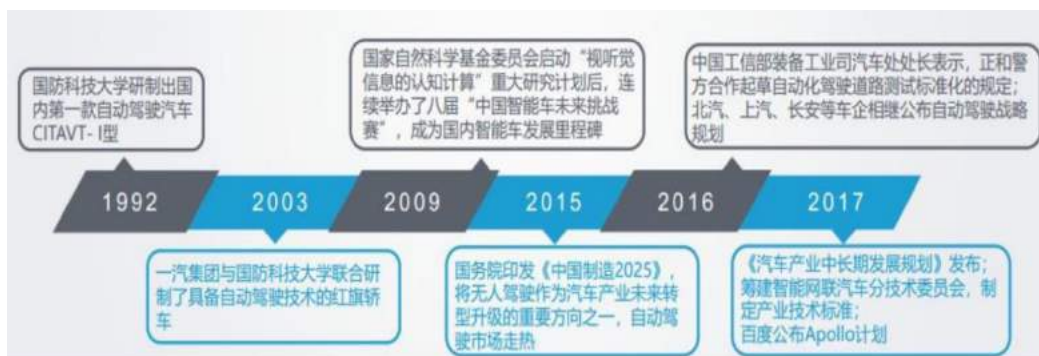 国防科技大学研制出国
内第一款自动驾驶汽车
CITAVT- I型
国家自然科学基金委员会启动“视听觉
信息的认知计算”重大研究计划后，连
续举办了八届“中国智能车未来挑战
赛”，成为国内智能车发展里程碑
中国工信部装备工业司汽车处处长表示，正和警
方合作起草自动化驾驶道路测试标准化的规定；
北汽、上汽、长安等车企相继公布自动驾驶战略
规划
1992
2003
2009
2015
2016
2017
一汽集团与国防科技大学联合研
制了具备自动驾驶技术的红旗轿
车
国务院印发《中国制造2025》，
将无人驾驶作为汽车产业未来转
型升级的重要方向之一，自动驾
驶市场走热
《汽车产业中长期发展规划》发布；
筹建智能网联汽车分技术委员会，制
定产业技术标准；
百度公布Apollo计划